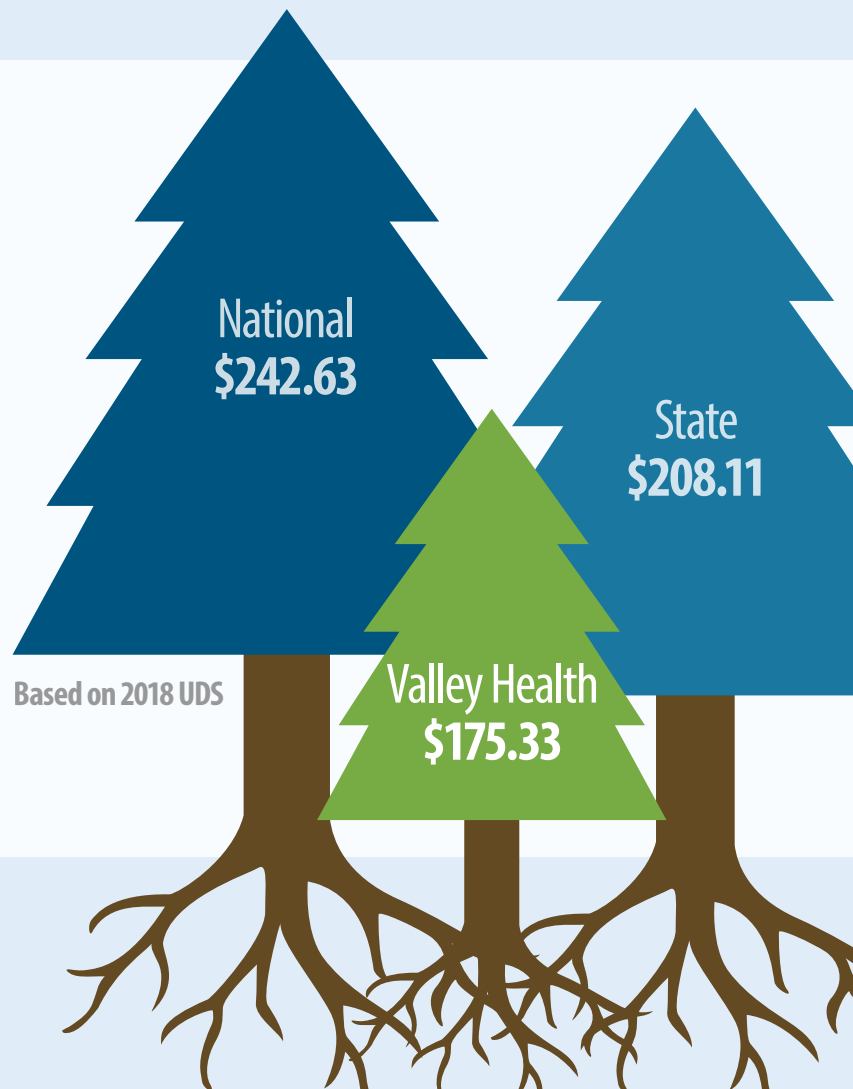 National
$242.63
State
$208.11
Valley Health
$175.33
Based on 2018 UDS